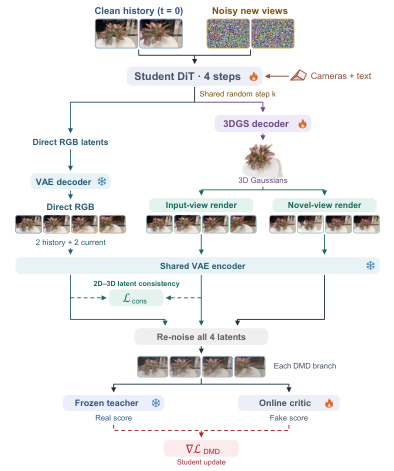 Clean history (t = 0)
Noisy new views
Student DiT · 4 steps
Cameras + text
Shared random step k
3DGS decoder
Direct RGB latents
VAE decoder
3D Gaussians
Direct RGB
Input-view render
Novel-view render
2 history + 2 current
Shared VAE encoder
2D–3D latent consistency
ℒ cons
Re-noise all 4 latents
Each DMD branch
Frozen teacher
Online critic
Real score
Fake score
∇ℒ DMD
Student update